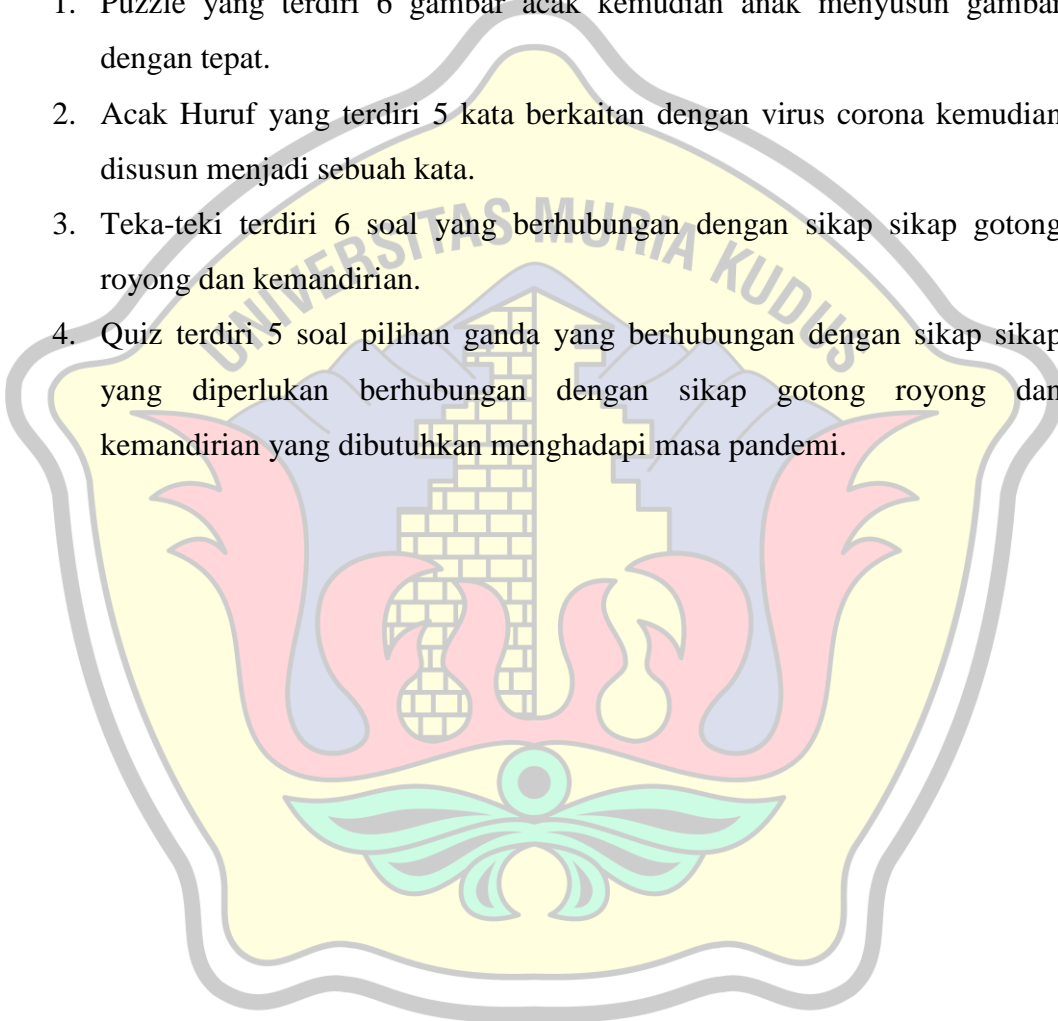 1. Puzzle yang terdiri 6 gambar acak kemudian anak menyusun gambar
dengan tepat.
2. Acak Huruf yang terdiri 5 kata berkaitan dengan virus corona kemudian
disusun menjadi sebuah kata.
3. Teka-teki terdiri 6 soal yang berhubungan dengan sikap sikap gotong
royong dan kemandirian.
4. Quiz terdiri 5 soal pilihan ganda yang berhubungan dengan sikap sikap
yang diperlukan berhubungan dengan sikap gotong royong dan
kemandirian yang dibutuhkan menghadapi masa pandemi.
UNIVERSITAS MURIA KUDUS